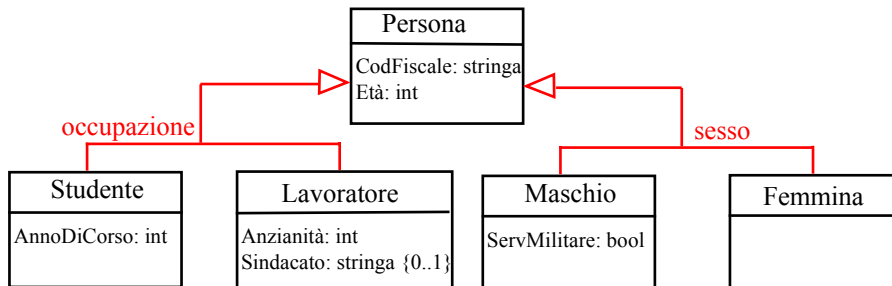 Persona
CodFiscale: stringa
Età: int
occupazione
sesso
Studente
AnnoDiCorso: int
Lavoratore
Anzianità: int
Sindacato: stringa {0..1}
Maschio
ServMilitare: bool
Femmina